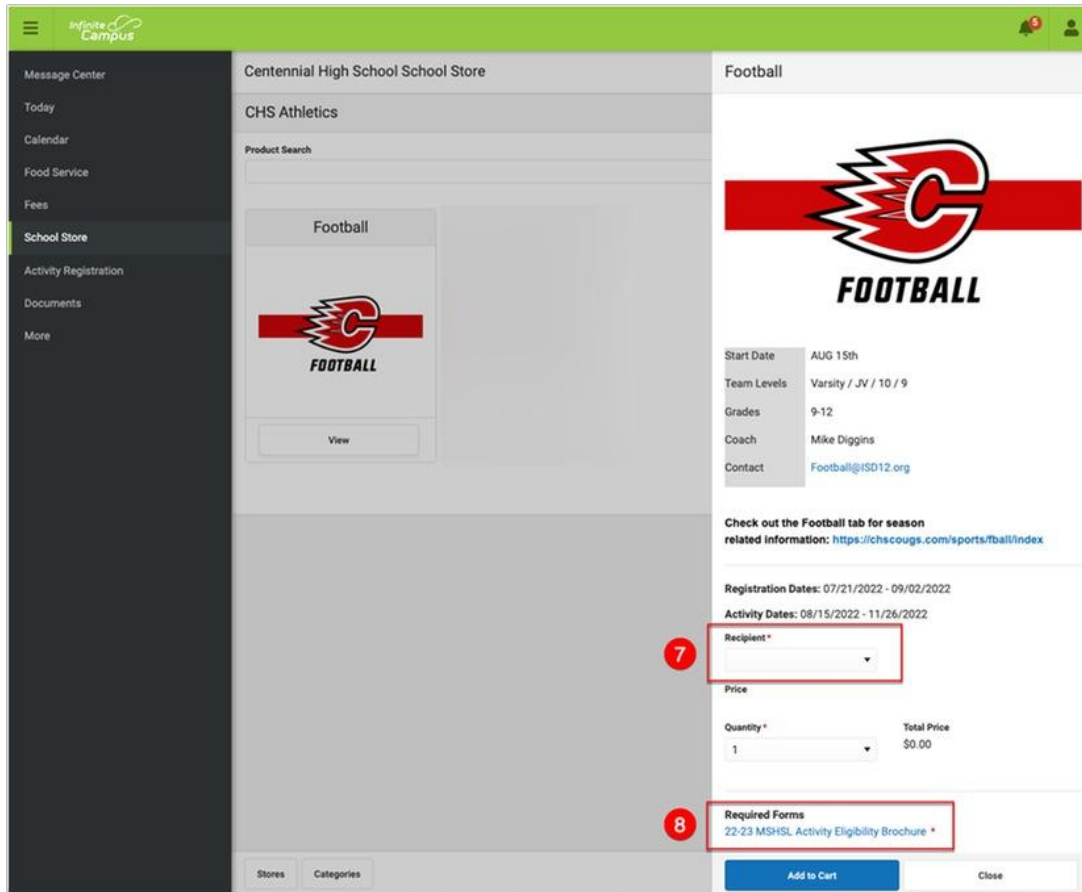 Infinite
Campus
5
Message Center
Today
Calendar
Food Service
Fees
School Store
Activity Registration
Documents
More
Centennial High School School Store
CHS Athletics
Product Search
Football
C
FOOTBALL
View
Stores
Categories
Football
C
FOOTBALL
Start Date AUG 15th
Team Levels Varsity / JV / 10 / 9
Grades 9-12
Coach Mike Diggins
Contact Football@ISD12.org
Check out the Football tab for season
related information: https://chscougs.com/sports/fball/index
Registration Dates: 07/21/2022 - 09/02/2022
Activity Dates: 08/15/2022 - 11/26/2022
7
Recipient*
Price
Quantity* Total Price
1 $0.00
8
Required Forms
22-23 MSHSL Activity Eligibility Brochure *
Add to Cart Close